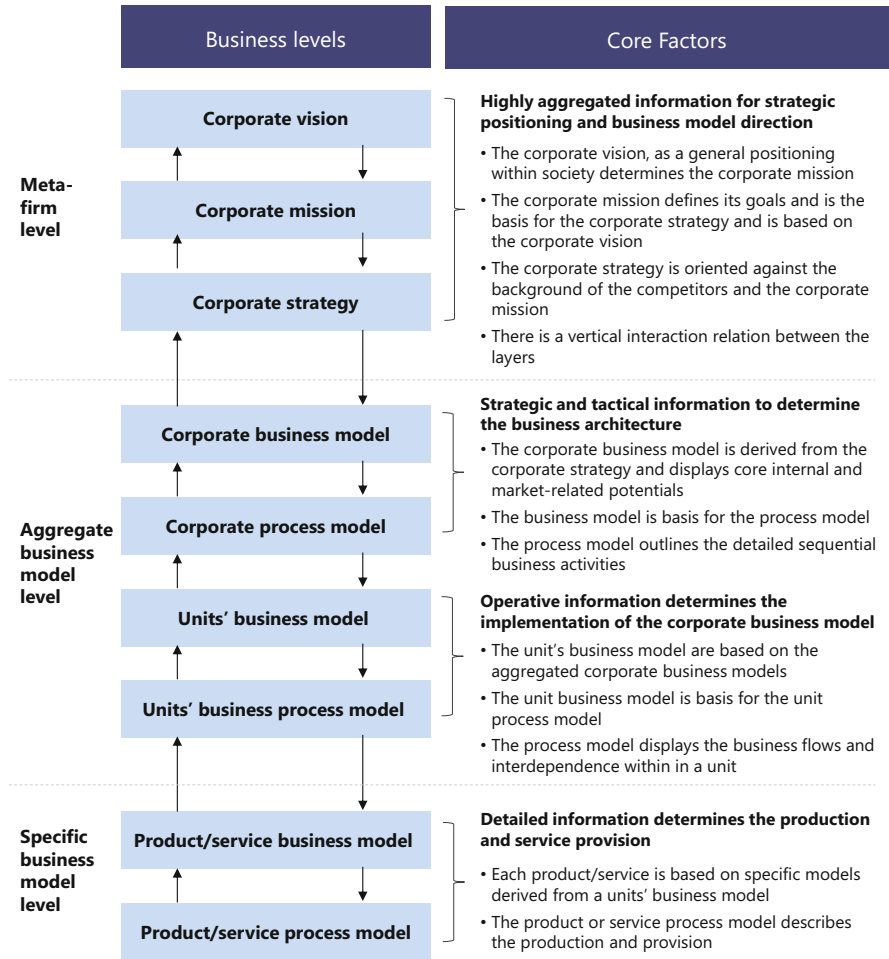 Business levels
Core Factors
Meta-
firm
level
Corporate vision
Corporate mission
Corporate strategy
Highly aggregated information for strategic
positioning and business model direction
• The corporate vision, as a general positioning
within society determines the corporate mission
• The corporate mission defines its goals and is the
basis for the corporate strategy and is based on
the corporate vision
• The corporate strategy is oriented against the
background of the competitors and the corporate
mission
• There is a vertical interaction relation between the
layers
Aggregate
business
model
level
Corporate business model
Corporate process model
Units’ business model
Units’ business process model
Strategic and tactical information to determine
the business architecture
• The corporate business model is derived from the
corporate strategy and displays core internal and
market-related potentials
• The business model is basis for the process model
• The process model outlines the detailed sequential
business activities
Operative information determines the
implementation of the corporate business model
• The unit’s business model are based on the
aggregated corporate business models
• The unit business model is basis for the unit
process model
• The process model displays the business flows and
interdependence within in a unit
Specific
business
model
level
Product/service business model
Product/service process model
Detailed information determines the production
and service provision
• Each product/service is based on specific models
derived from a units’ business model
• The product or service process model describes
the production and provision